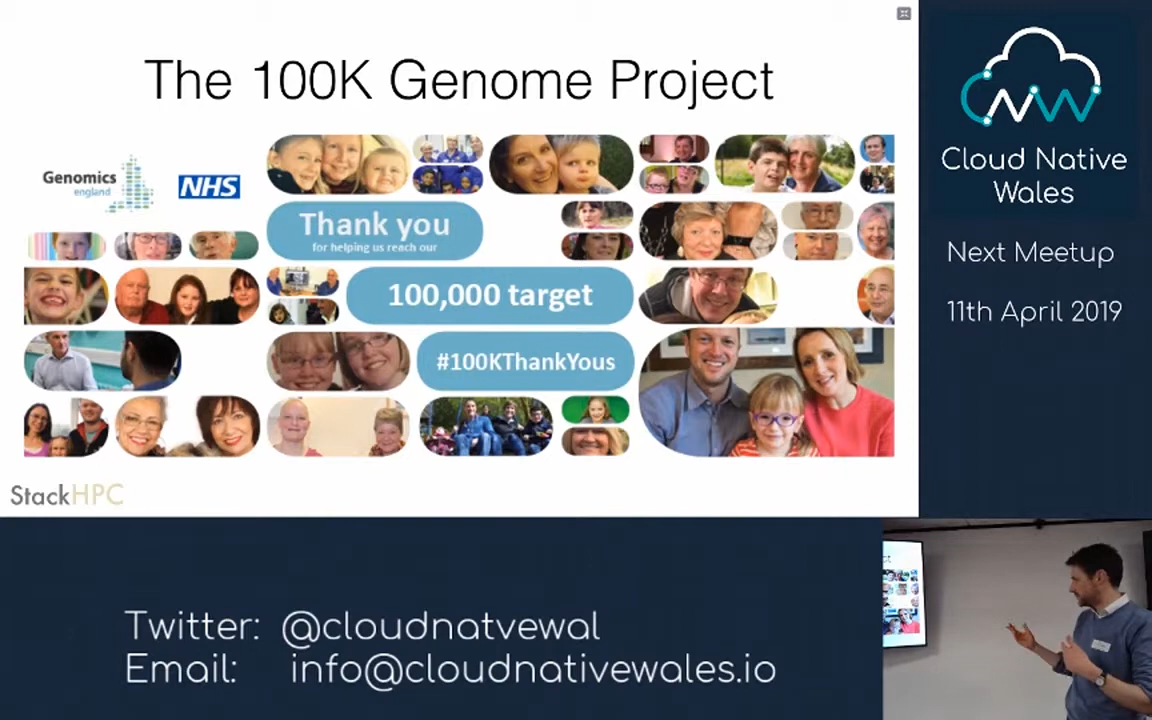 The 100K Genome Project
Genomics
england
NHS
Thank you
for helping us reach our
100,000 target
#100KThankYous
StackHPC
NW
Cloud Native
Wales
Next Meetup
11th April 2019
Twitter: @cloudnatvewal
Email: info@cloudnativewales.io